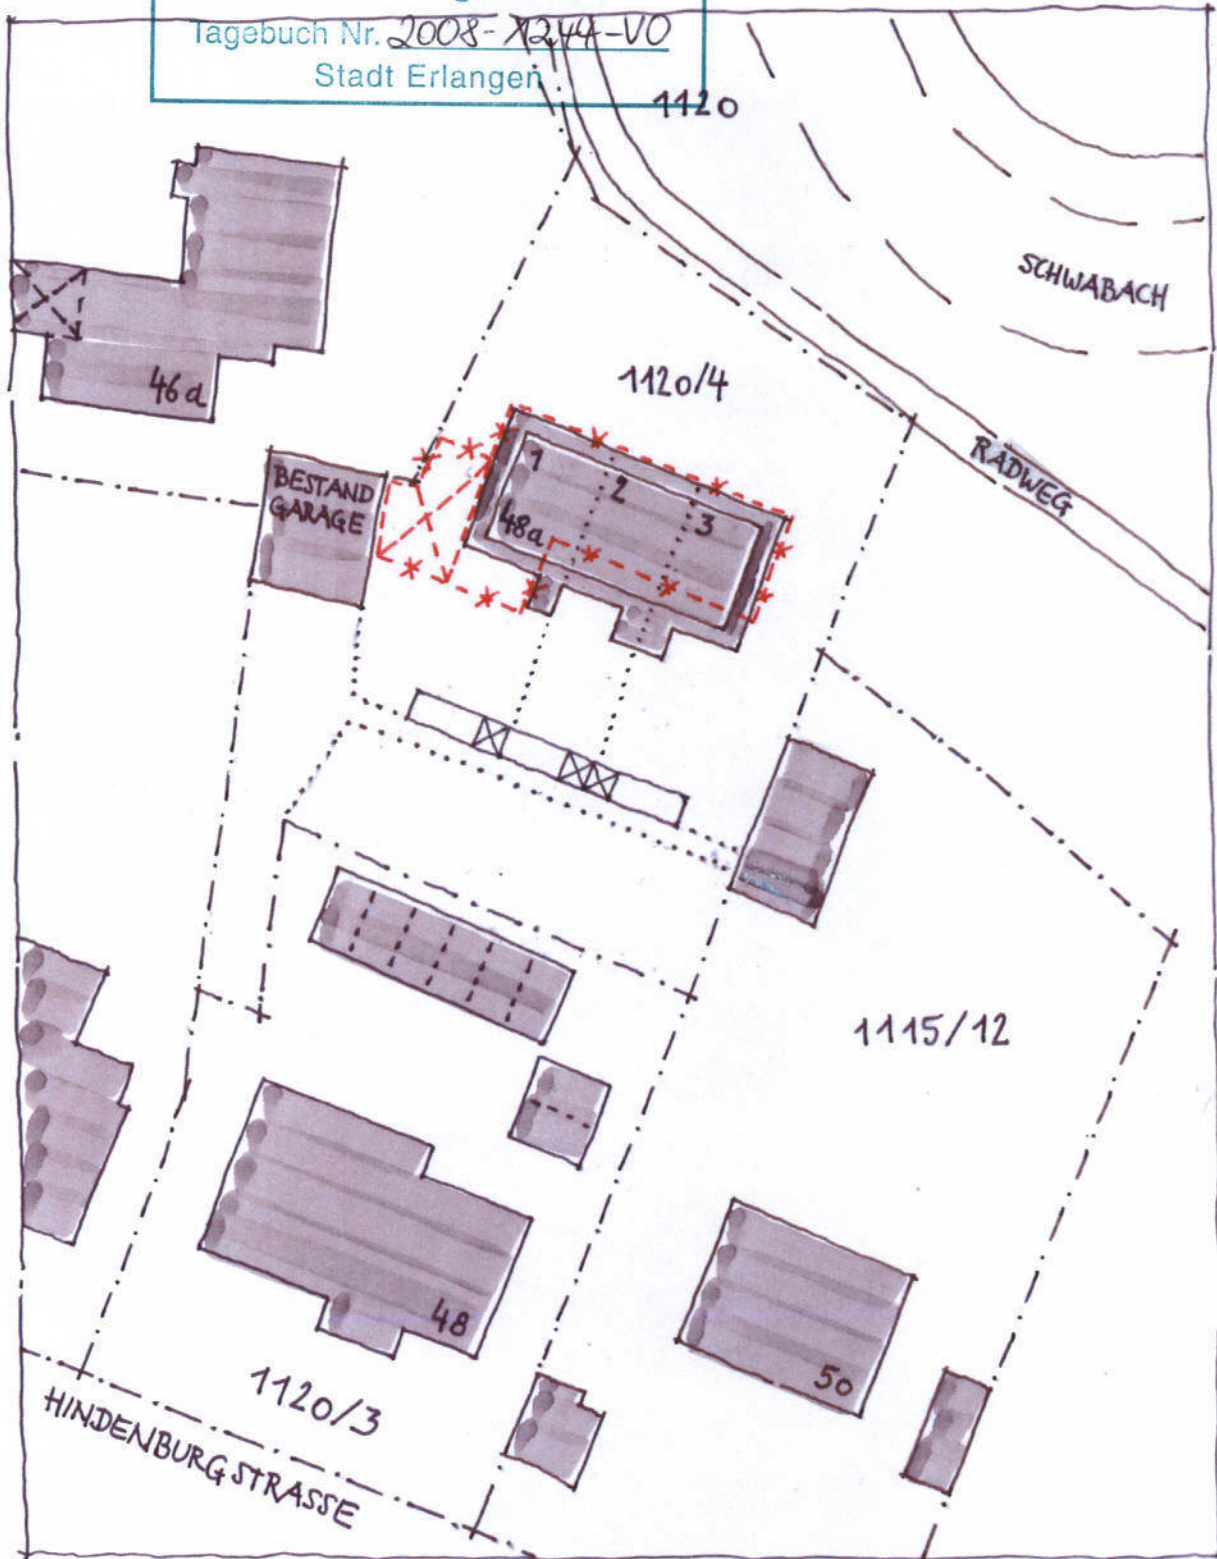 Tagebuch Nr. 2008-1244-VO
Stadt Erlangen
1120
SCHWABACH
46a
1120/4
RADWEG
BESTAND
GARAGE
1
2
3
48a
1115/12
48
50
1120/3
HINDENBURGSTRASSE